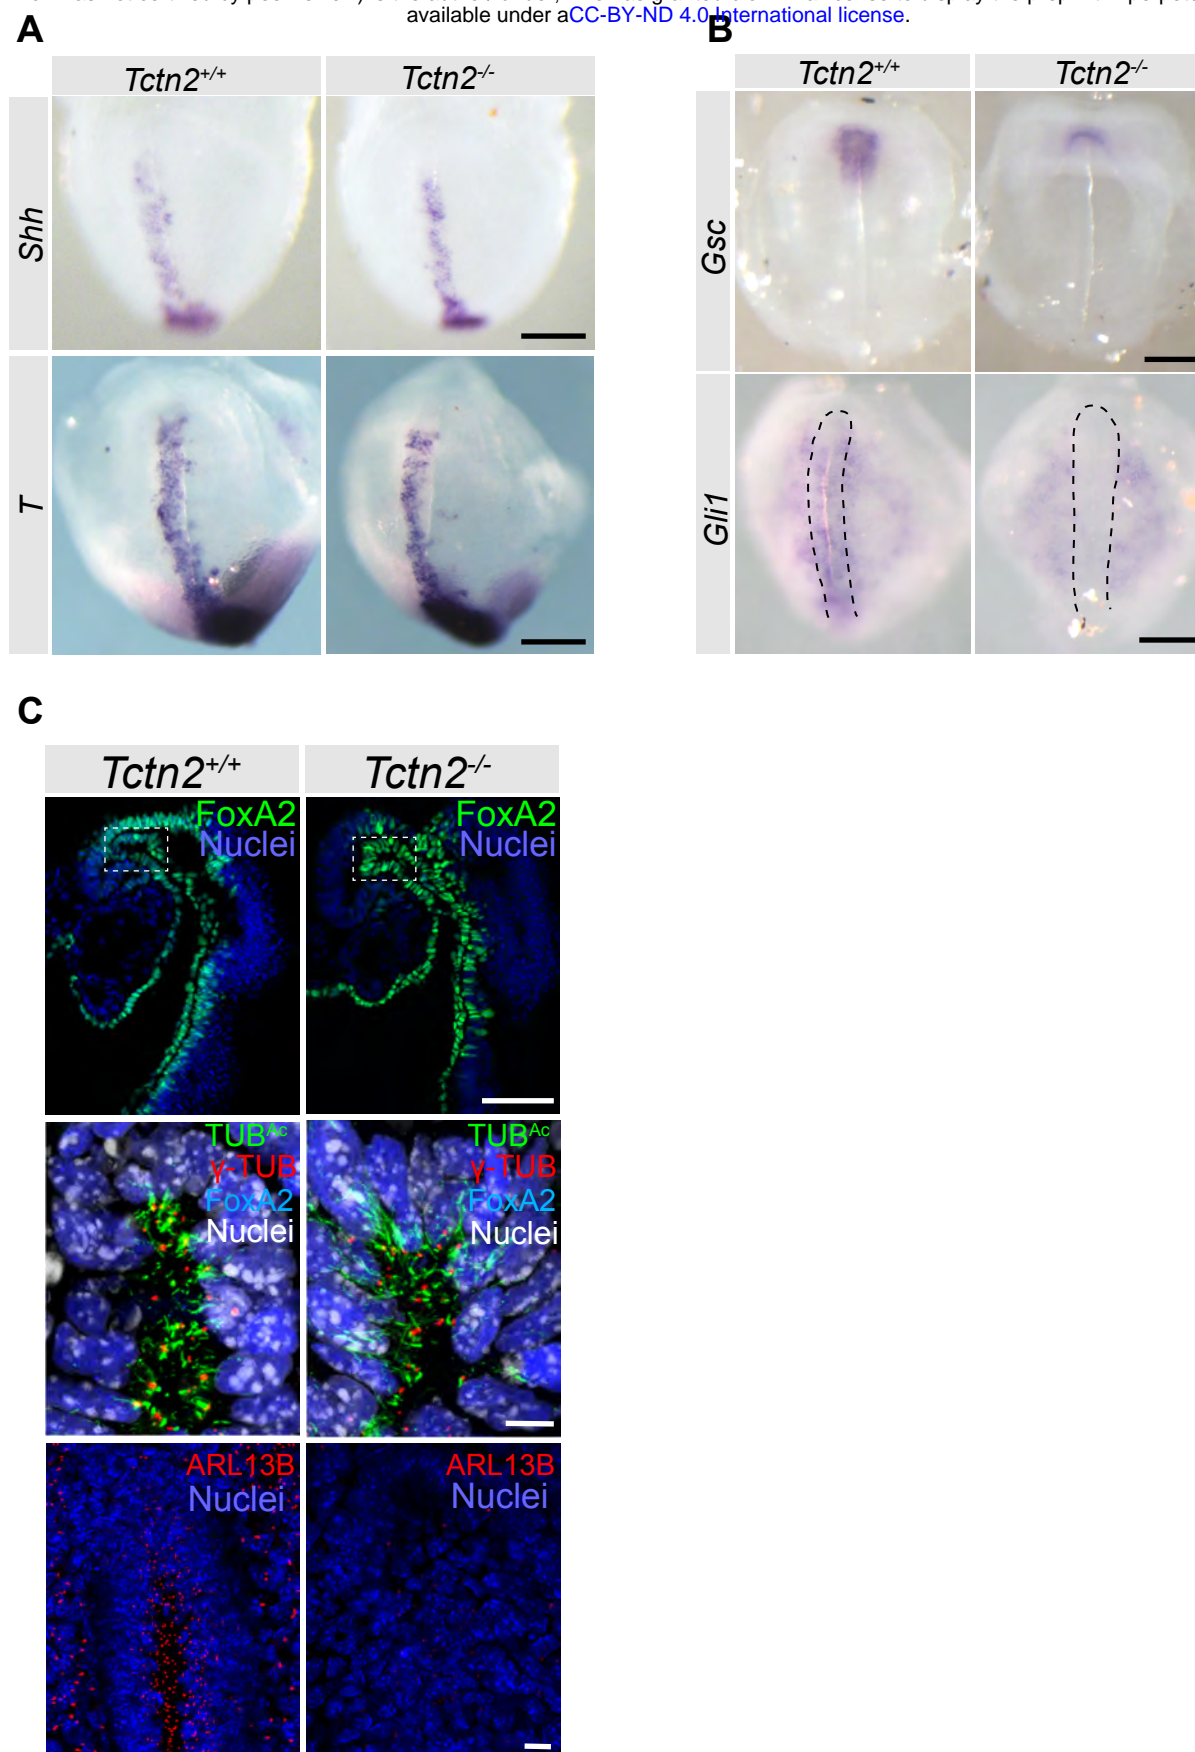 available under aCC-BY-ND 4.0 International license.
A
B
Tctn2+/+
Tctn2-/-
Tctn2+/+
Tctn2-/-
Shh
Gsc
T
Gli1
C
Tctn2+/+
Tctn2-/-
FoxA2
Nuclei
FoxA2
Nuclei
TUBAc
γ-TUB
FoxA2
Nuclei
TUBAc
γ-TUB
FoxA2
Nuclei
ARL13B
Nuclei
ARL13B
Nuclei